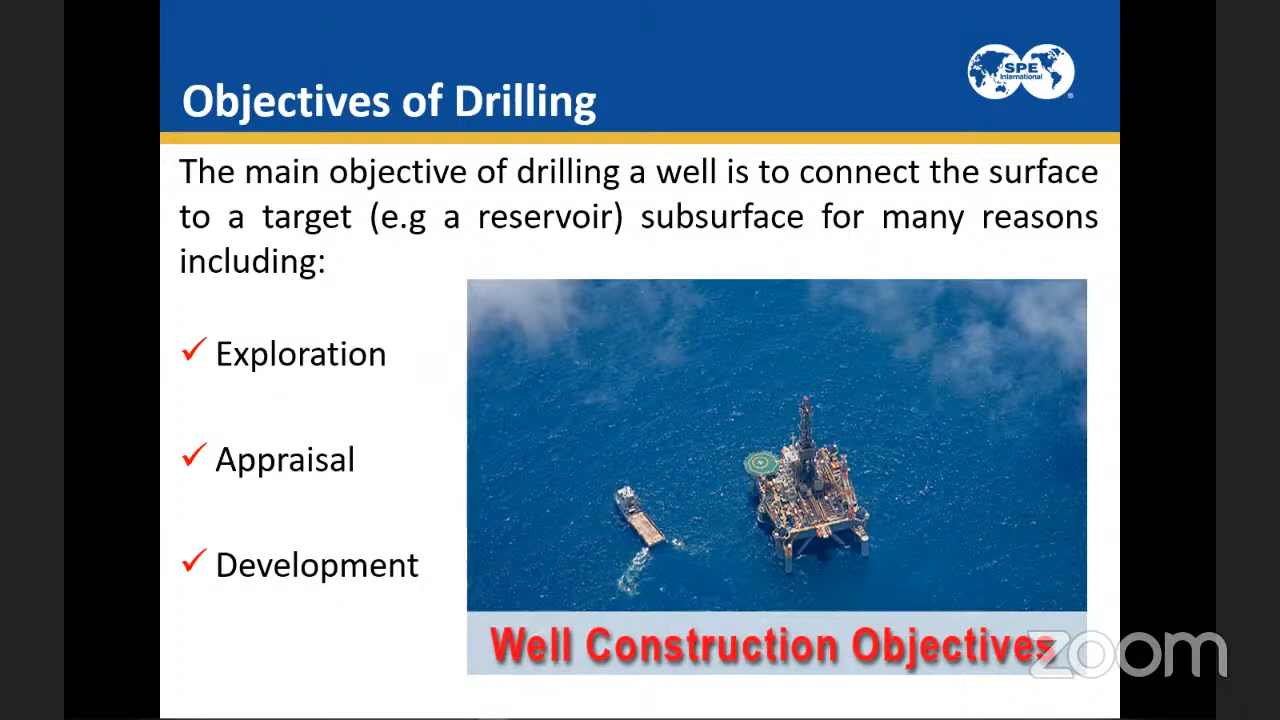 SPE
International
Objectives of Drilling
The main objective of drilling a well is to connect the surface
to a target (e.g a reservoir) subsurface for many reasons
including:
✓ Exploration
✓ Appraisal
✓ Development
Well Construction Objectives
zoom